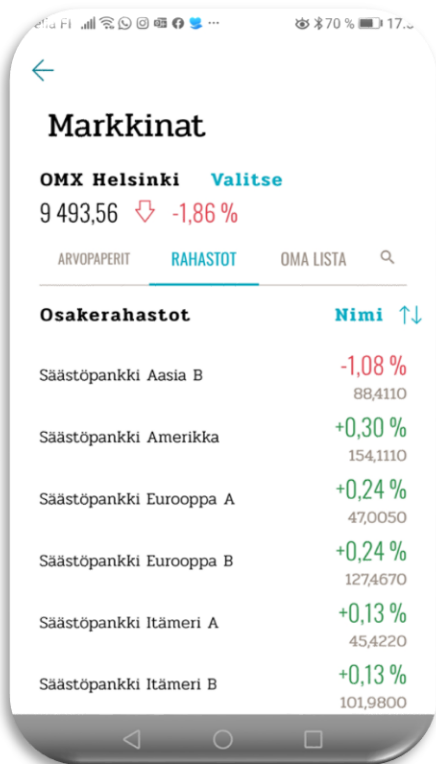 Fi
70 %
Markkinat
OMX Helsinki Valitse
9 493,56 -1,86 %
ARVOPAPERIT RAHASTOT OMA LISTA
Osakerahastot Nimi
Säästöpankki Aasia B -1,08 %
88,4110
Säästöpankki Amerikka +0,30 %
154,1110
Säästöpankki Eurooppa A +0,24 %
47,0050
Säästöpankki Eurooppa B +0,24 %
127,4670
Säästöpankki Itämeri A +0,13 %
45,4220
Säästöpankki Itämeri B +0,13 %
101,9800